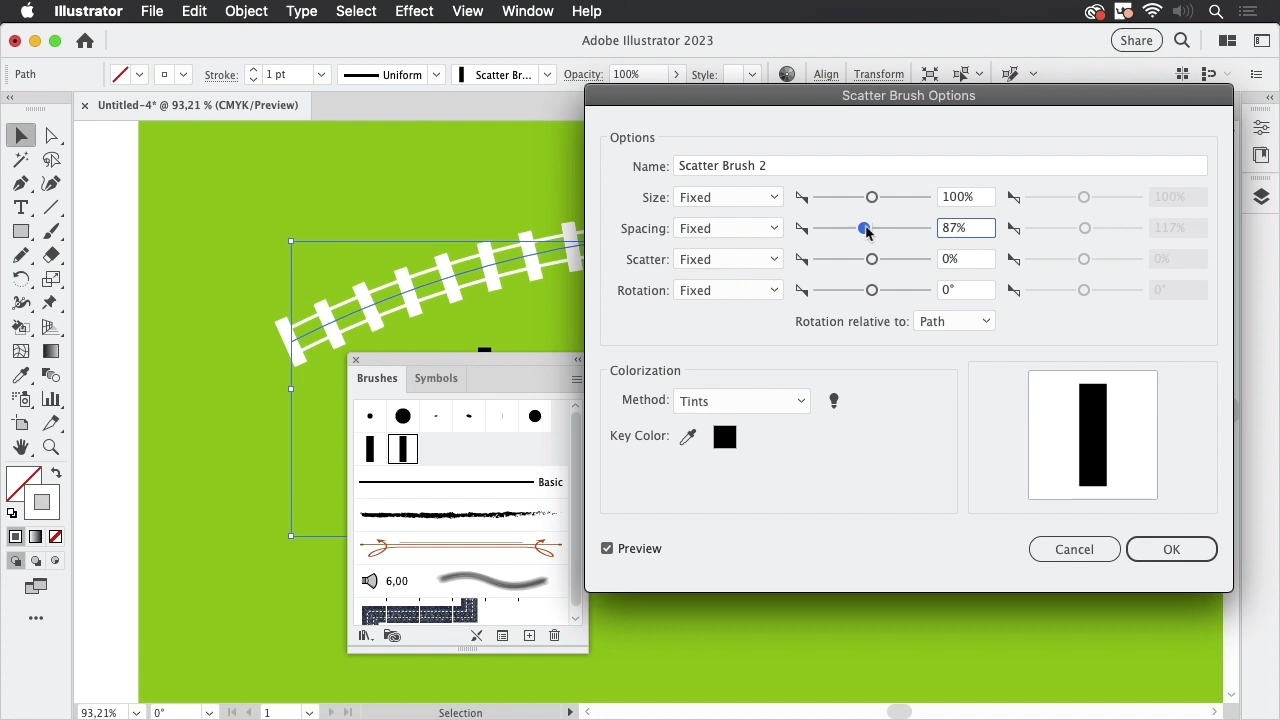 Illustrator File Edit Object Type Select Effect View Window Help
Adobe Illustrator 2023
Share
Path
Stroke: 1 pt
Uniform
Scatter Br...
Opacity: 100%
Style:
Align
Transform
× Untitled-4* @ 93,21 % (CMYK/Preview)
Scatter Brush Options
Options
Name: Scatter Brush 2
Size: Fixed 100% 100%
Spacing: Fixed 87% 117%
Scatter: Fixed 0% 0%
Rotation: Fixed 0° 0°
Rotation relative to: Path
Colorization
Method: Tints
Key Color:
Preview
Cancel
OK
Brushes Symbols
Basic
6,00
93,21% 0° 1 Selection